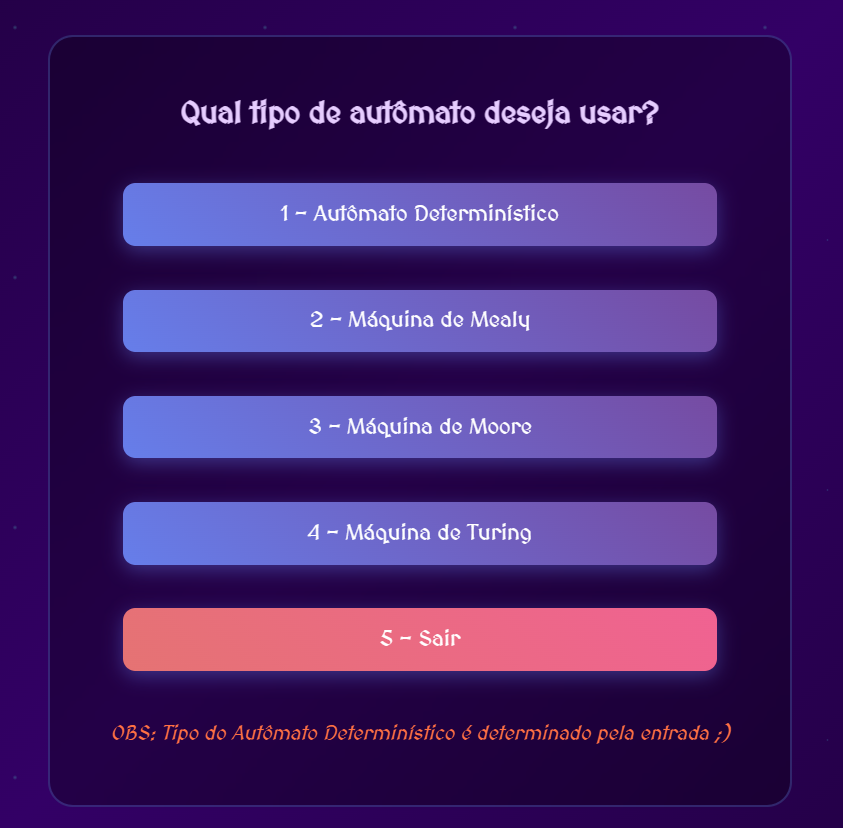 Qual tipo de autômato deseja usar?
1 - Autômato Determinístico
2 - Máquina de Mealy
3 - Máquina de Moore
4 - Máquina de Turing
5 - Sair
OBS: Tipo do Autômato Determinístico é determinado pela entrada ;)